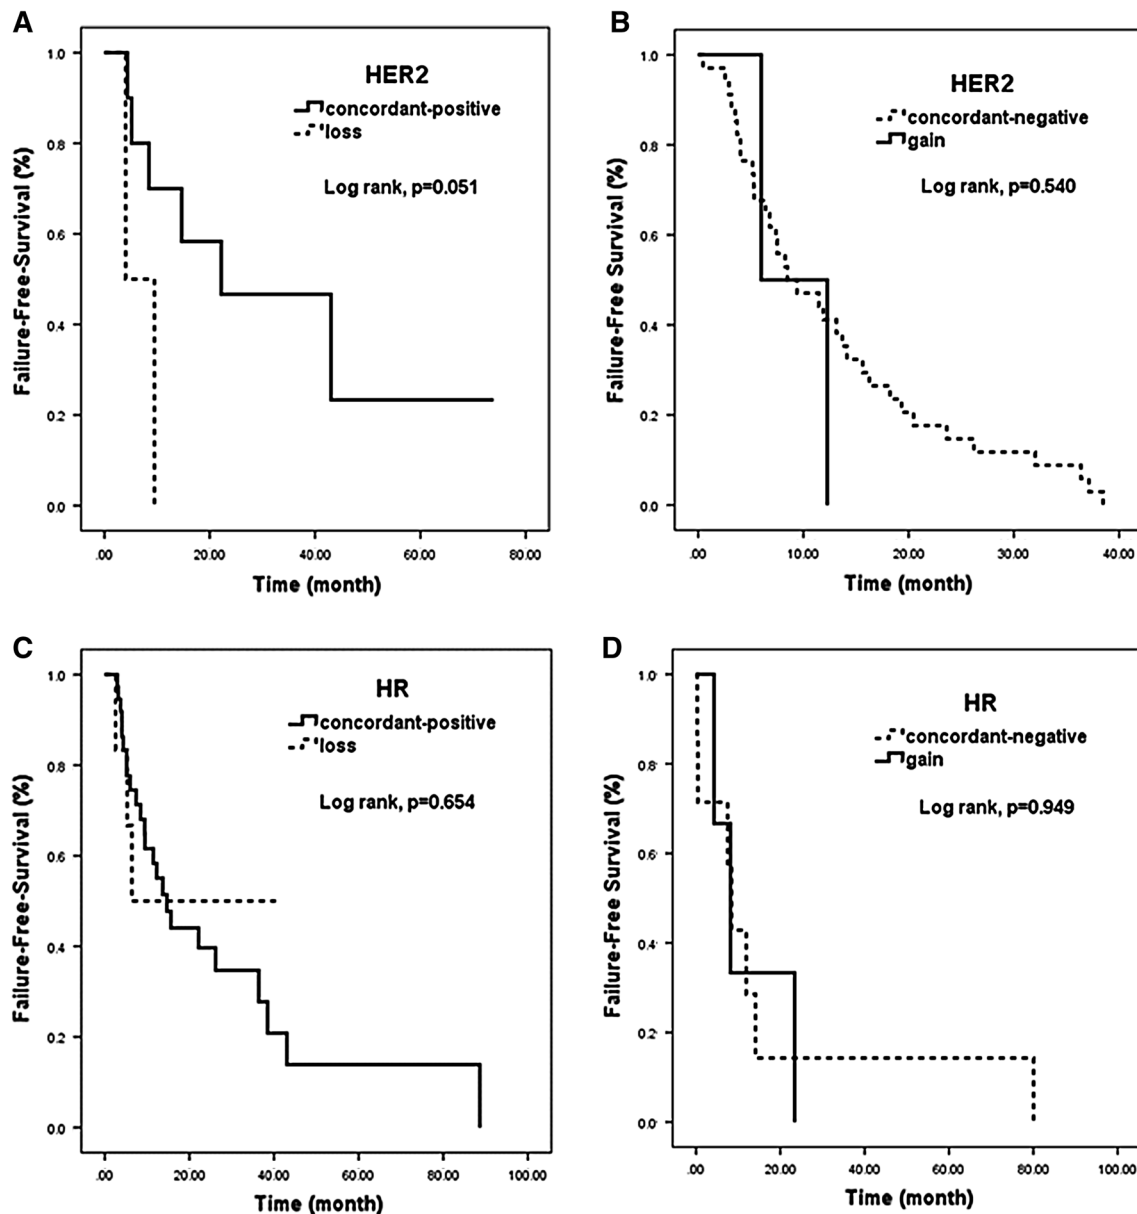 A
HER2
concordant-positive
loss
Log rank, p=0.051
Failure-Free-Survival (%)
1.0
0.8
0.6
0.4
0.2
0.0
.00 20.00 40.00 60.00 80.00
Time (month)
B
HER2
concordant-negative
gain
Log rank, p=0.540
Failure-Free Survival (%)
1.0
0.8
0.6
0.4
0.2
0.0
.00 10.00 20.00 30.00 40.00
Time (month)
C
HR
concordant-positive
loss
Log rank, p=0.654
Failure-Free-Survival (%)
1.0
0.8
0.6
0.4
0.2
0.0
.00 20.00 40.00 60.00 80.00 100.00
Time (month)
D
HR
concordant-negative
gain
Log rank, p=0.949
Failure-Free Survival (%)
1.0
0.8
0.6
0.4
0.2
0.0
.00 20.00 40.00 60.00 80.00 100.00
Time (month)